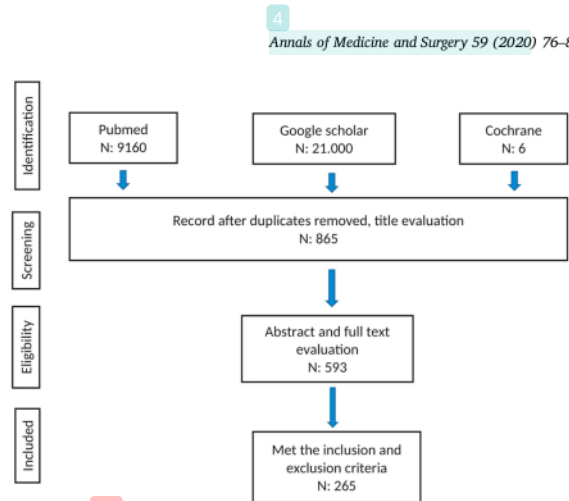 4
Annals of Medicine and Surgery 59 (2020) 76–8
Identification
Pubmed
N: 9160
Google scholar
N: 21.000
Cochrane
N: 6
Screening
Record after duplicates removed, title evaluation
N: 865
Eligibility
Abstract and full text
evaluation
N: 593
Included
Met the inclusion and
exclusion criteria
N: 265